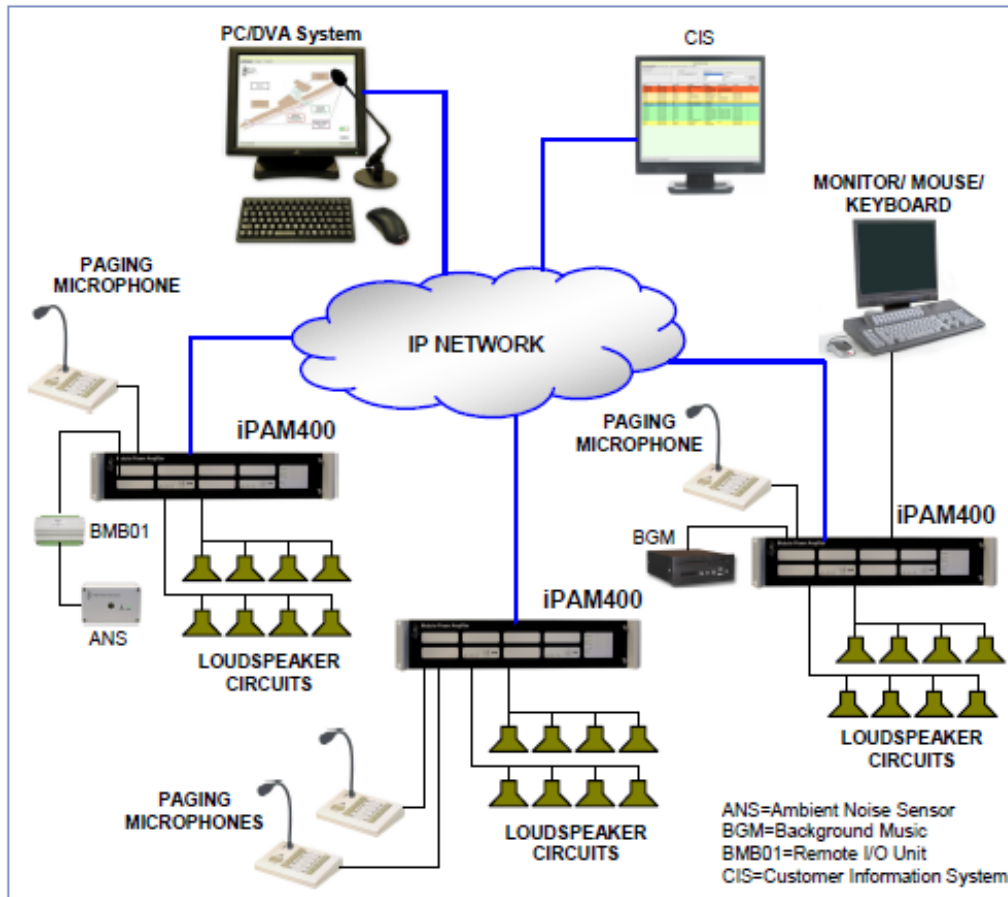 PC/DVA System
CIS
MONITOR/ MOUSE/
KEYBOARD
PAGING
MICROPHONE
IP NETWORK
iPAM400
BMB01
ANS
LOUDSPEAKER
CIRCUITS
PAGING
MICROPHONE
iPAM400
BGM
iPAM400
LOUDSPEAKER
CIRCUITS
PAGING
MICROPHONES
LOUDSPEAKER
CIRCUITS
ANS=Ambient Noise Sensor
BGM=Background Music
BMB01=Remote I/O Unit
CIS=Customer Information System